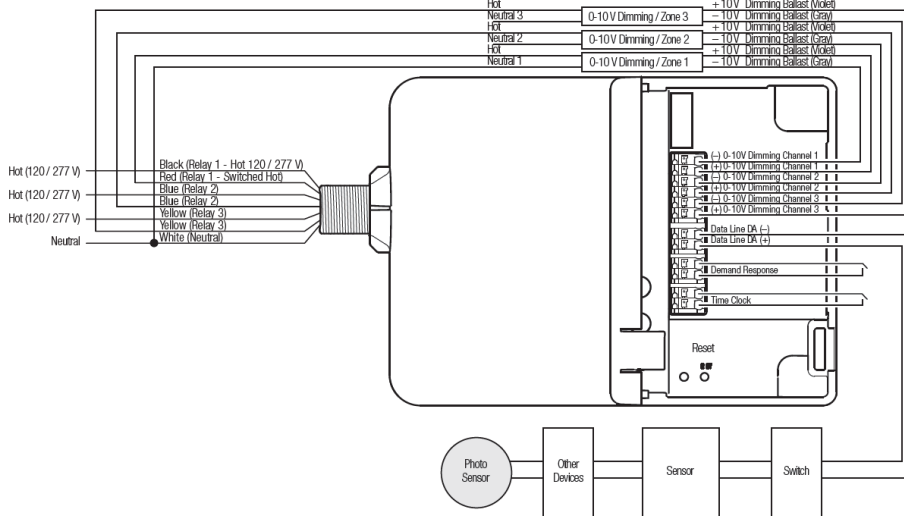 Hot
+ 10 V Dimming Ballast (Violet)
Neutral 3
0-10 V Dimming / Zone 3
– 10 V Dimming Ballast (Gray)
Hot
+ 10 V Dimming Ballast (Violet)
Neutral 2
0-10 V Dimming / Zone 2
– 10 V Dimming Ballast (Gray)
Hot
+ 10 V Dimming Ballast (Violet)
Neutral 1
0-10 V Dimming / Zone 1
– 10 V Dimming Ballast (Gray)
Hot (120 / 277 V)
Hot (120 / 277 V)
Hot (120 / 277 V)
Neutral
Black (Relay 1 - Hot 120 / 277 V)
Red (Relay 1 - Switched Hot)
Blue (Relay 2)
Blue (Relay 2)
Yellow (Relay 3)
Yellow (Relay 3)
White (Neutral)
(–) 0-10V Dimming Channel 1
(+) 0-10V Dimming Channel 1
(–) 0-10V Dimming Channel 2
(+) 0-10V Dimming Channel 2
(–) 0-10V Dimming Channel 3
(+) 0-10V Dimming Channel 3
Data Line DA (–)
Data Line DA (+)
Demand Response
Time Clock
Reset
Photo
Sensor
Other
Devices
Sensor
Switch